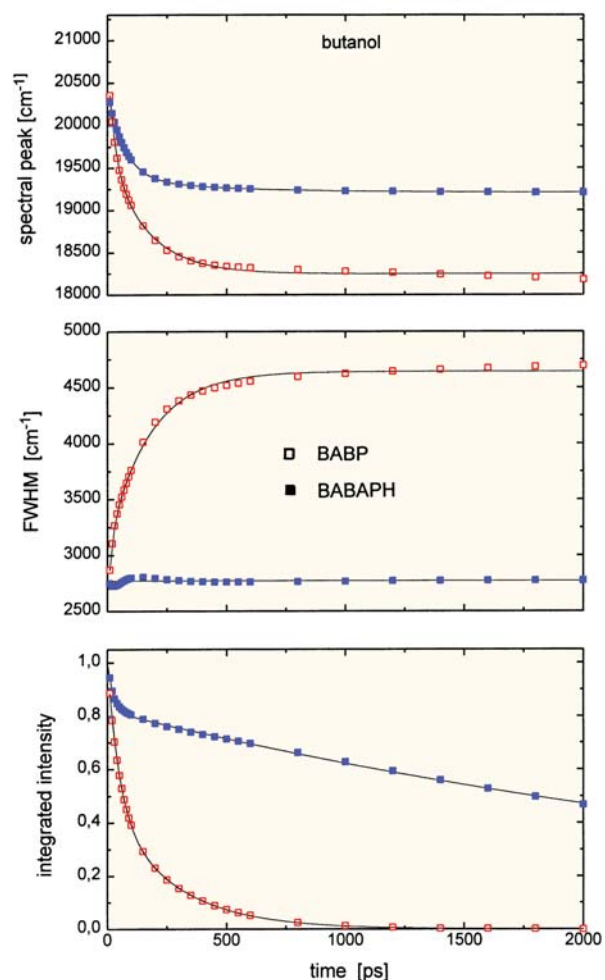 21000
20500
20000
19500
19000
18500
18000
spectral peak [cm⁻¹]
butanol
5000
4500
4000
3500
3000
2500
FWHM [cm⁻¹]
BABP
BABAPH
1,0
0,8
0,6
0,4
0,2
0,0
integrated intensity
0 500 1000 1500 2000
time [ps]